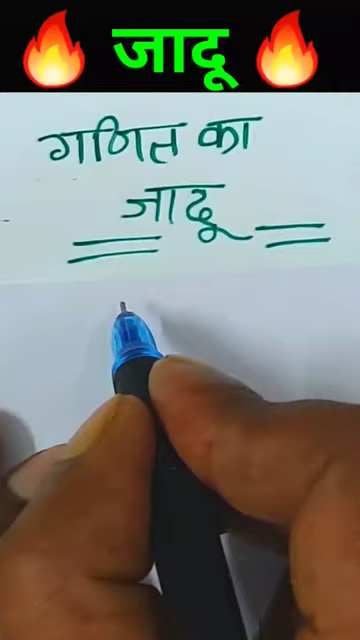 🔥 जादू 🔥
गणित का
जादू